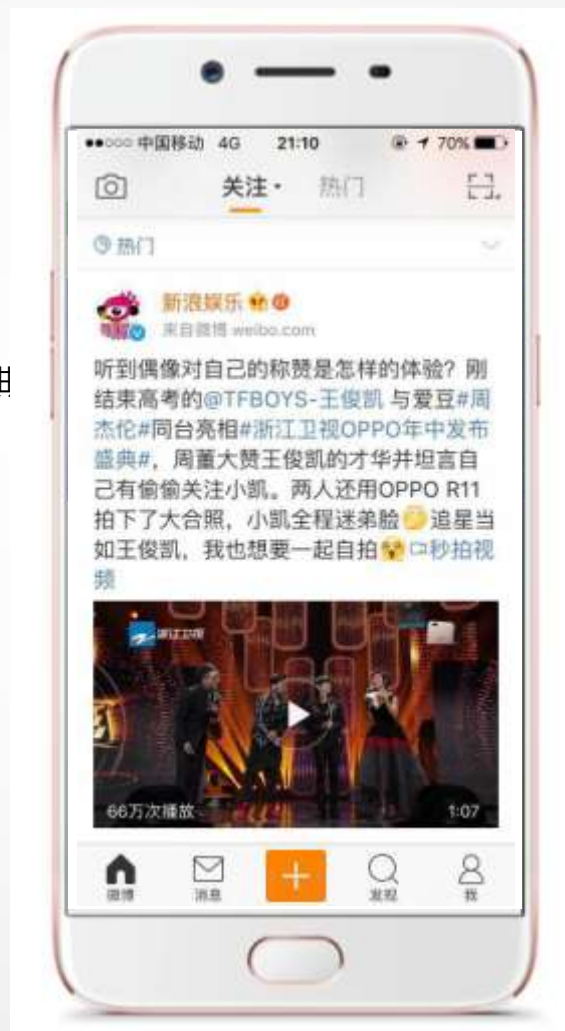 中国移动 4G 21:10 70%
关注 热门
热门
新浪娱乐
来自微博 weibo.com
听到偶像对自己的称赞是怎样的体验？刚
结束高考的@TFBOYS-王俊凯 与爱豆#周
杰伦#同台亮相#浙江卫视OPPO年中发布
盛典#，周董大赞王俊凯的才华并坦言自
己有偷偷关注小凯。两人还用OPPO R11
拍下了大合照，小凯全程迷弟脸 追星当
如王俊凯，我也想要一起自拍 秒拍视
频
浙江卫视
66万次播放 1:07
微博 消息 发现 我